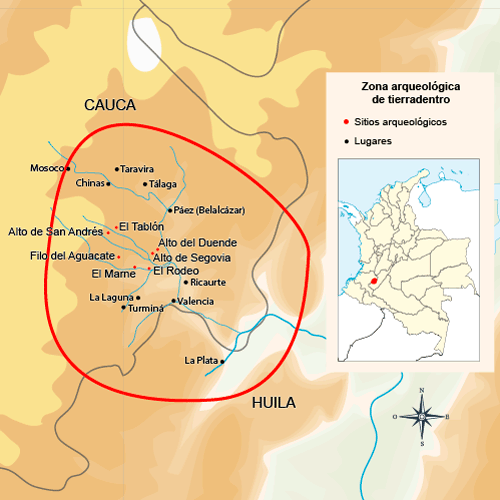 Zona arqueológica
de tierradentro
Sitios arqueológicos
Lugares
CAUCA
Mosoco
Taravira
Chinas
Tálaga
Páez (Belalcázar)
El Tablón
Alto de San Andrés
Alto del Duende
Filo del Aguacate
Alto de Segovia
El Marne
El Rodeo
Ricaurte
La Laguna
Valencia
Turminá
La Plata
HUILA
N
O
B
S